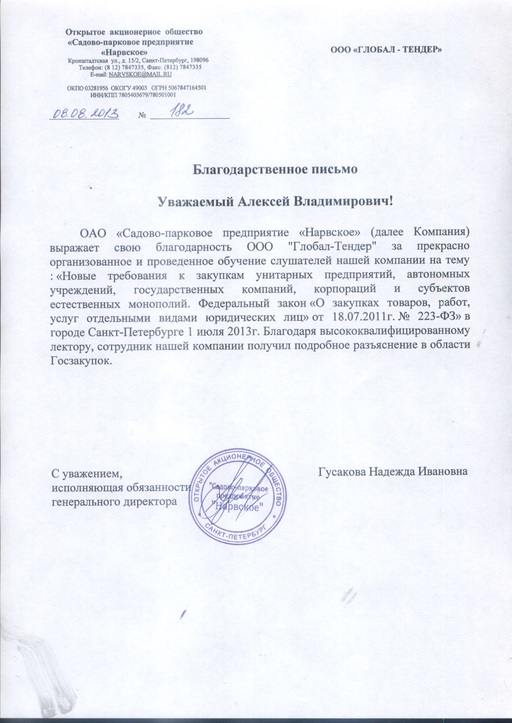 Открытое акционерное общество
«Садово-парковое предприятие
«Нарвское»
Кронштадтская ул., д. 15/2, Санкт-Петербург, 198096
Телефон: (8 12) 7847335, Факс: (812) 7847335
E-mail: NARVSKOE@MAIL.RU
ОКПО 03281956 ОКОГУ 49003 ОГРН 5067847164501
ИНН/КПП 7805403679/780501001
08.08.2013 № 182
ООО «ГЛОБАЛ - ТЕНДЕР»
Благодарственное письмо
Уважаемый Алексей Владимирович!
ОАО «Садово-парковое предприятие «Нарвское» (далее Компания)
выражает свою благодарность ООО "Глобал-Тендер" за прекрасно
организованное и проведенное обучение слушателей нашей компании на тему
: «Новые требования к закупкам унитарных предприятий, автономных
учреждений, государственных компаний, корпораций и субъектов
естественных монополий. Федеральный закон «О закупках товаров, работ,
услуг отдельными видами юридических лиц» от 18.07.2011г. № 223-ФЗ» в
городе Санкт-Петербурге 1 июля 2013г. Благодаря высококвалифицированному
лектору, сотрудник нашей компании получил подробное разъяснение в области
Госзакупок.
С уважением,
исполняющая обязанности
генерального директора
Гусакова Надежда Ивановна
ОТКРЫТОЕ АКЦИОНЕРНОЕ ОБЩЕСТВО
"Садово-парковое
предприятие
"Нарвское"
САНКТ-ПЕТЕРБУРГ